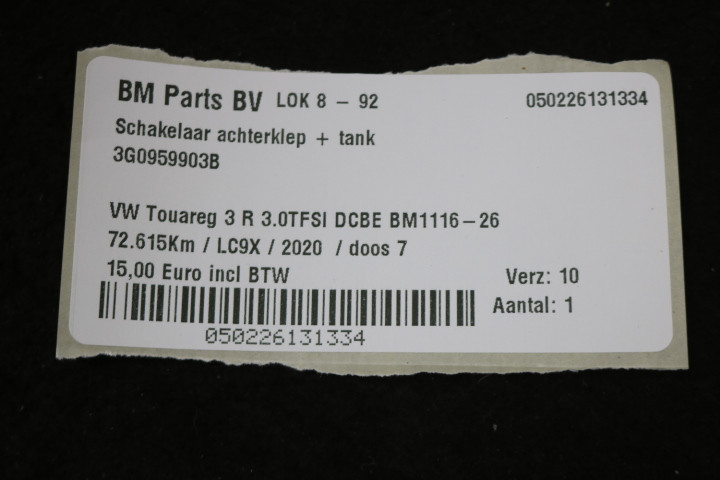 BM Parts BV LOK 8 - 92 050226131334
Schakelaar achterklep + tank
3G0959903B
VW Touareg 3 R 3.0TFSI DCBE BM1116-26
72.615Km / LC9X / 2020 / doos 7
15,00 Euro incl BTW Verz: 10
Aantal: 1
050226131334